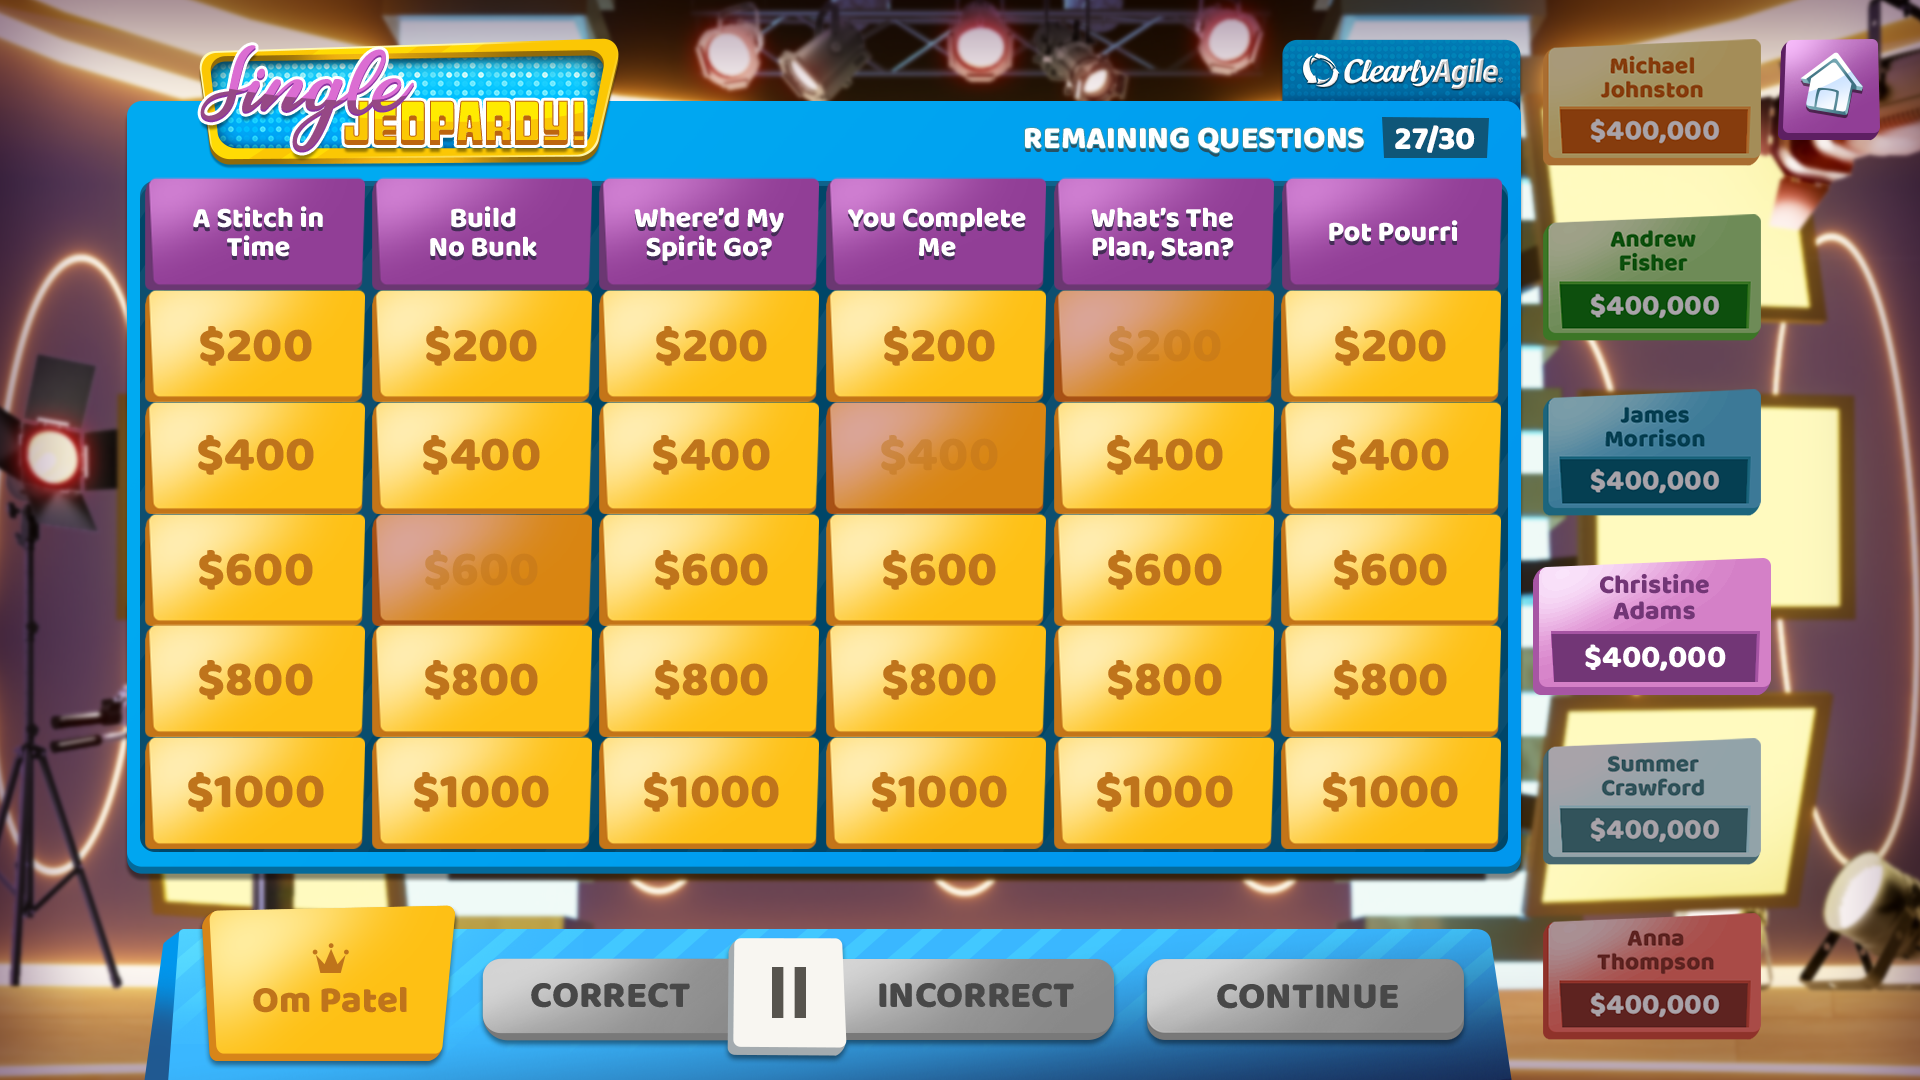 Jingle
JEOPARDY!
ClearlyAgile
REMAINING QUESTIONS 27/30
A Stitch in
Time
Build
No Bunk
Where'd My
Spirit Go?
You Complete
Me
What's The
Plan, Stan?
Pot Pourri
$200 $200 $200 $200 $200 $200
$400 $400 $400 $400 $400 $400
$600 $600 $600 $600 $600 $600
$800 $800 $800 $800 $800 $800
$1000 $1000 $1000 $1000 $1000 $1000
Michael
Johnston
$400,000
Andrew
Fisher
$400,000
James
Morrison
$400,000
Christine
Adams
$400,000
Summer
Crawford
$400,000
Anna
Thompson
$400,000
Om Patel
CORRECT
INCORRECT
CONTINUE